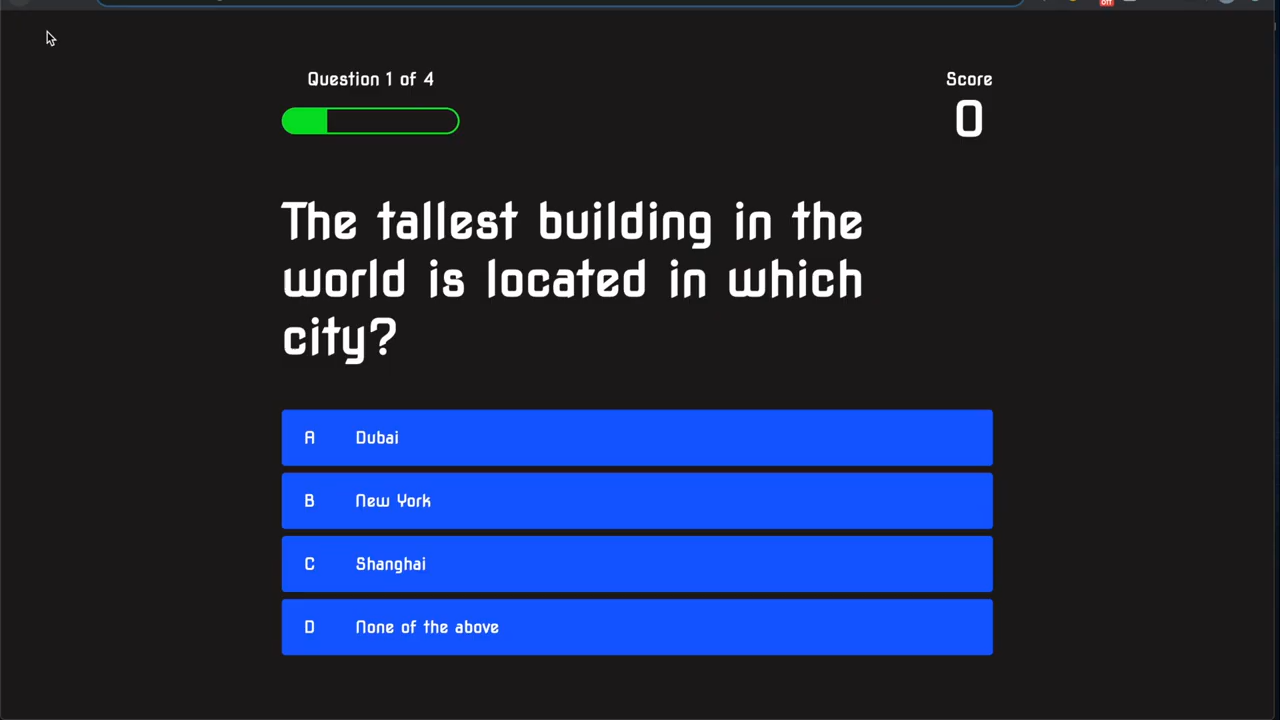 Question 1 of 4
Score
0
The tallest building in the
world is located in which
city?
A Dubai
B New York
C Shanghai
D None of the above
off